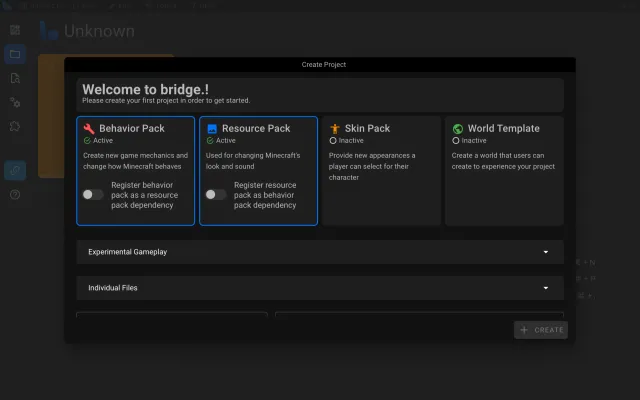 Unknown
Create Project
Welcome to bridge.!
Please create your first project in order to get started.
Behavior Pack
Active
Create new game mechanics and
change how Minecraft behaves
Register behavior
pack as a resource
pack dependency
Resource Pack
Active
Used for changing Minecraft's
look and sound
Register resource
pack as behavior
pack dependency
Skin Pack
Inactive
Provide new appearances a
player can select for their
character
World Template
Inactive
Create a world that users can
create to experience your project
Experimental Gameplay
Individual Files
CREATE